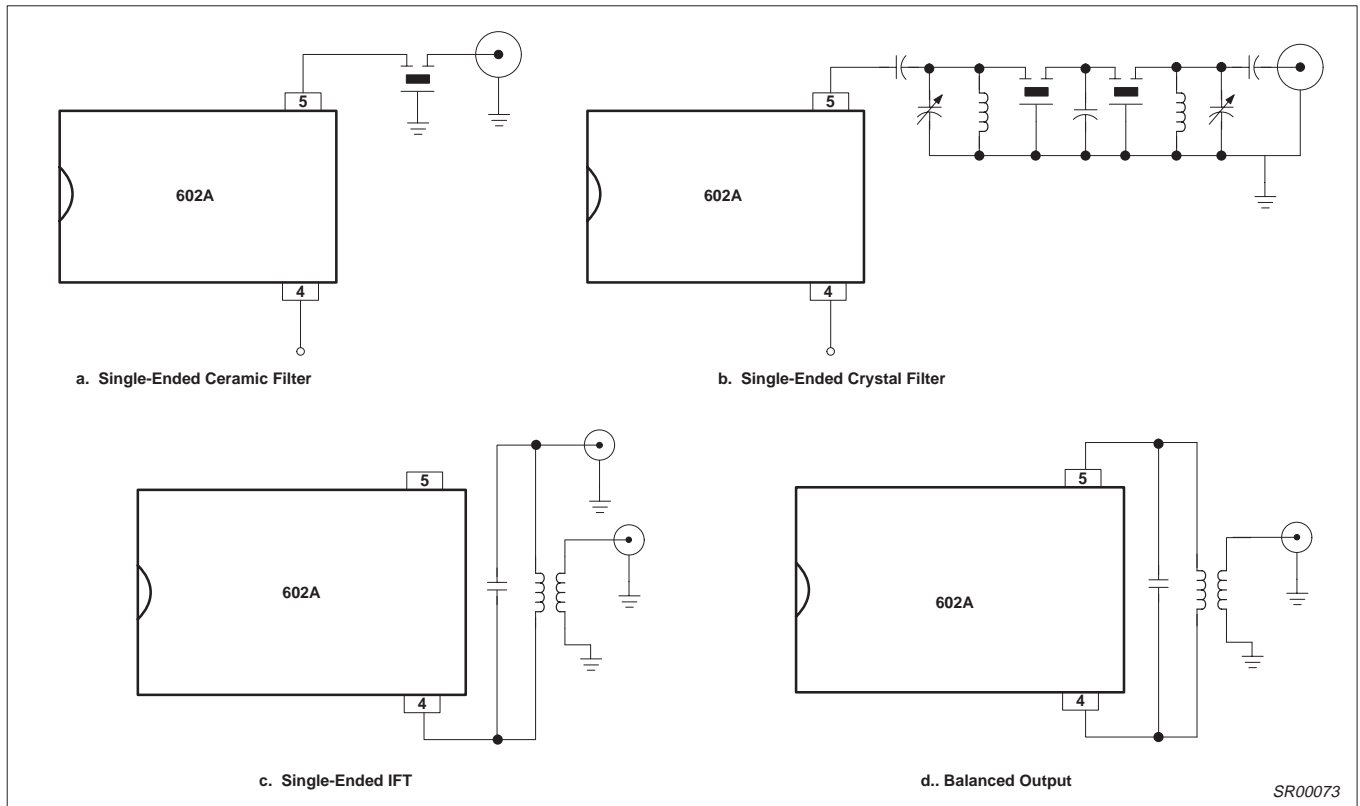 5
602A
4
a. Single-Ended Ceramic Filter
5
602A
4
b. Single-Ended Crystal Filter
5
602A
4
c. Single-Ended IFT
5
602A
4
d.. Balanced Output
SR00073